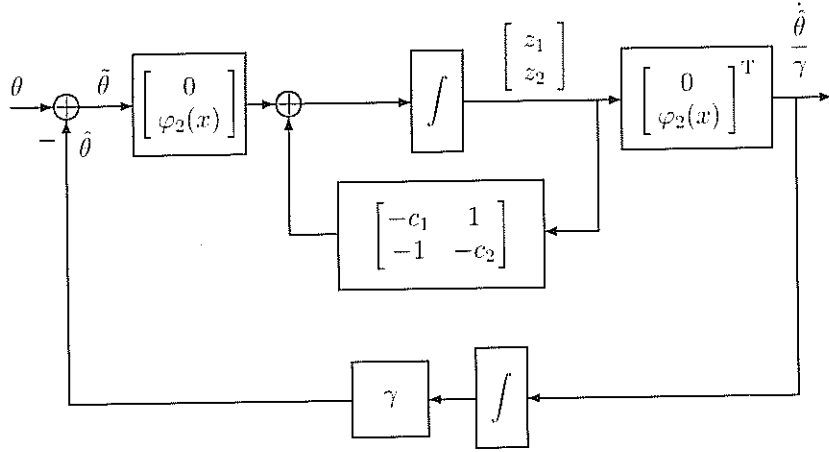 θ
θ̃
−
θ̂
[ 0
φ₂(x) ]
∫
[ z₁
z₂ ]
[ 0
φ₂(x) ]ᵀ
θ̂̇
γ
[ −c₁ 1
−1 −c₂ ]
γ
∫